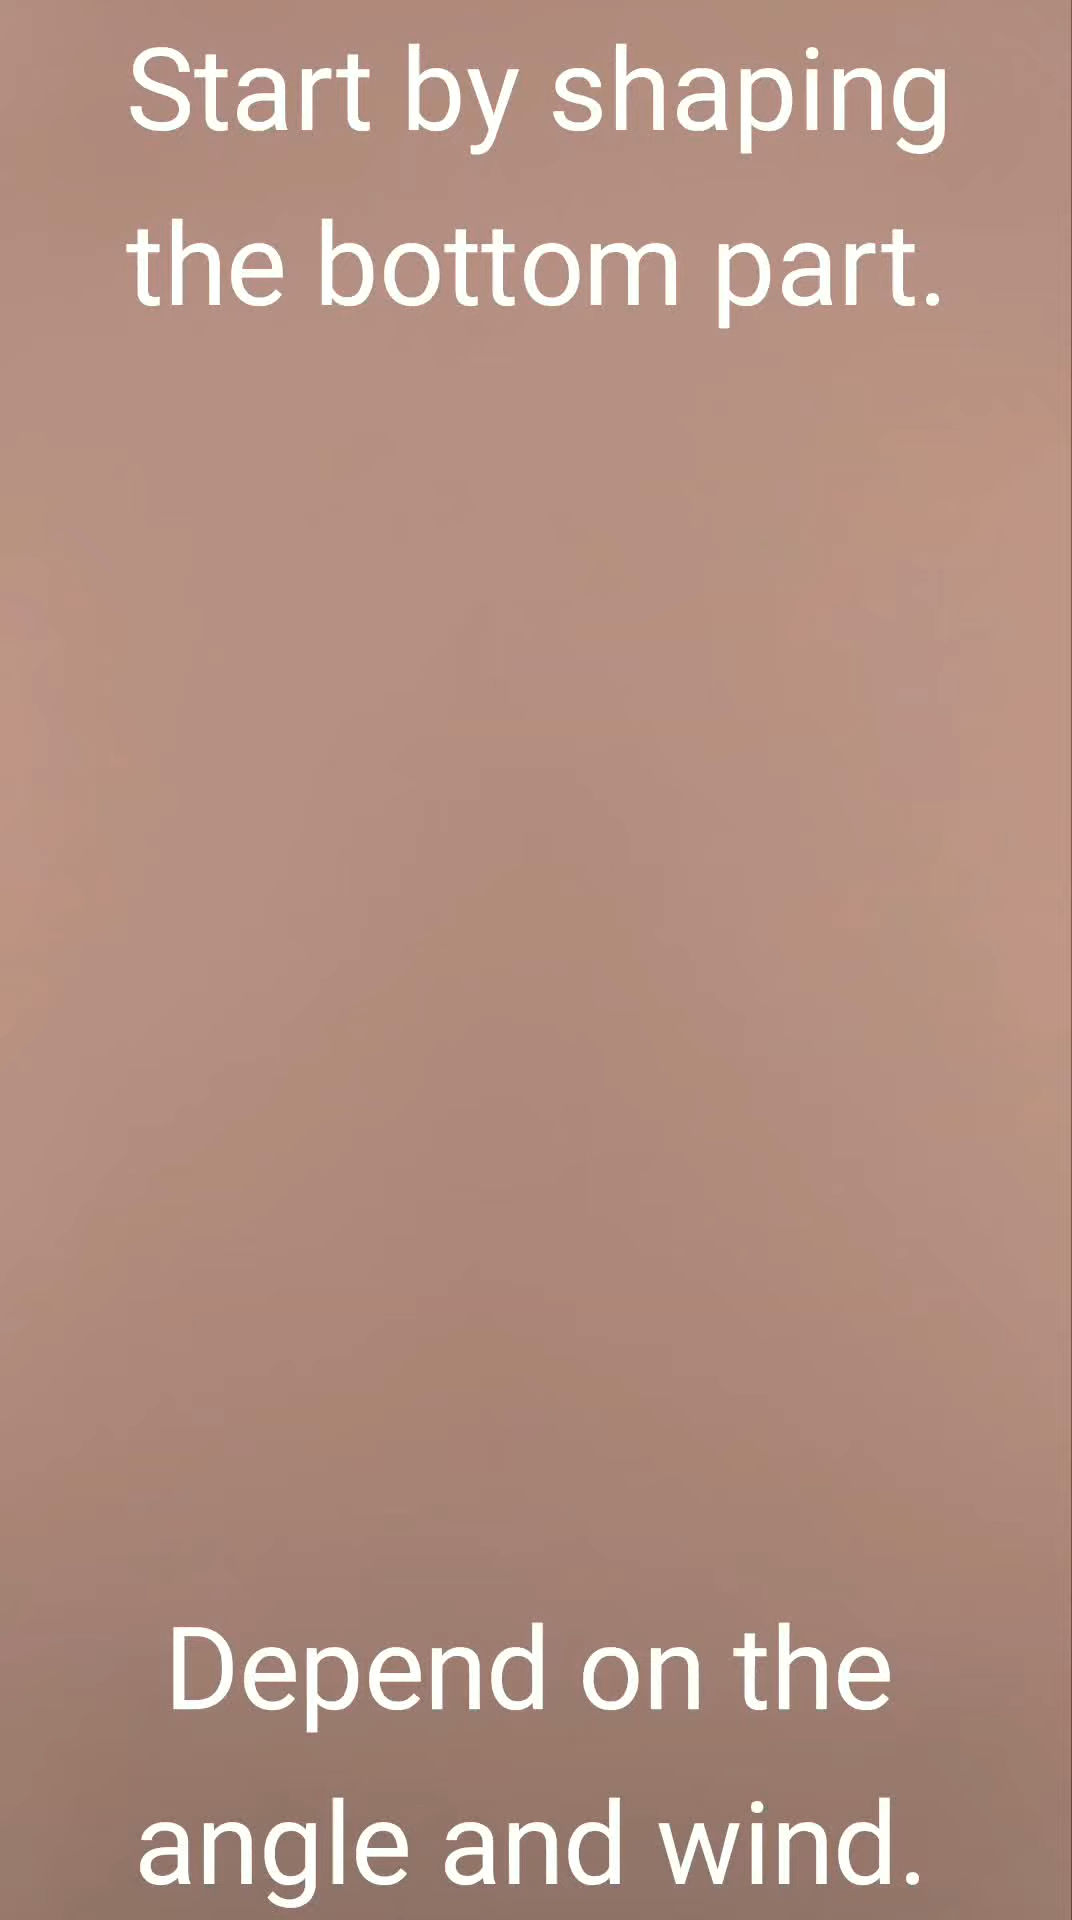 Start by shaping
the bottom part.
Depend on the
angle and wind.